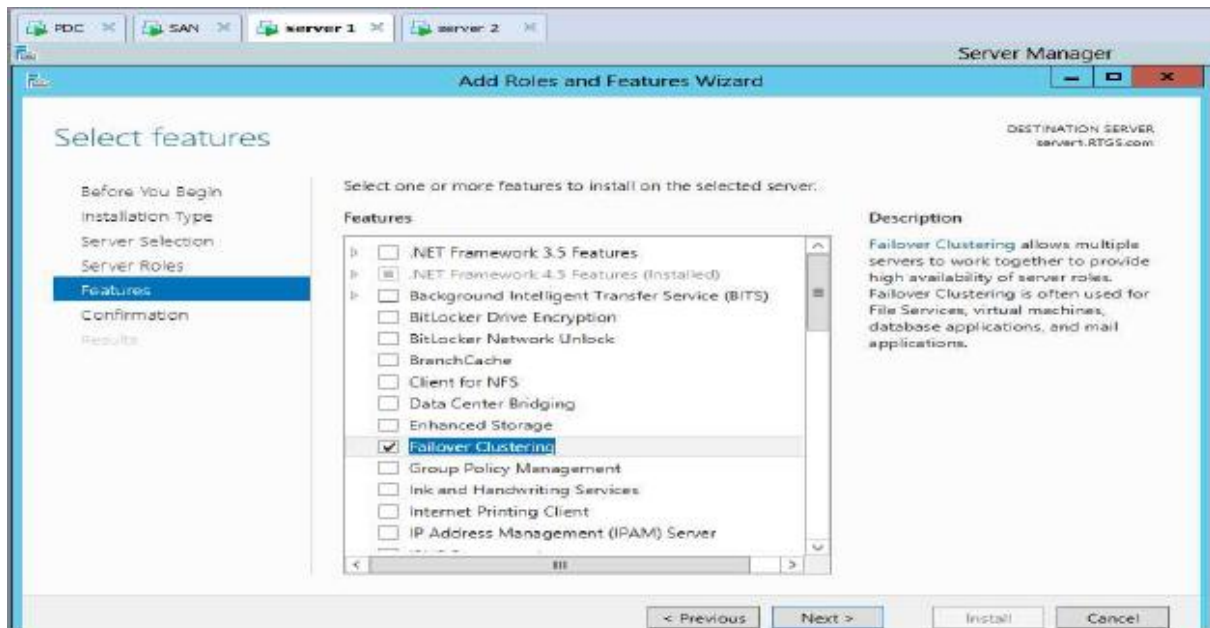 PDC
SAN
server 1
server 2
Server Manager
Add Roles and Features Wizard
Select features
DESTINATION SERVER
server1.RTGS.com
Before You Begin
Installation Type
Server Selection
Server Roles
Features
Confirmation
Results
Select one or more features to install on the selected server.
Features
.NET Framework 3.5 Features
.NET Framework 4.5 Features (Installed)
Background Intelligent Transfer Service (BITS)
BitLocker Drive Encryption
BitLocker Network Unlock
BranchCache
Client for NFS
Data Center Bridging
Enhanced Storage
Failover Clustering
Group Policy Management
Ink and Handwriting Services
Internet Printing Client
IP Address Management (IPAM) Server
Description
Failover Clustering allows multiple
servers to work together to provide
high availability of server roles.
Failover Clustering is often used for
File Services, virtual machines,
database applications, and mail
applications.
< Previous
Next >
Install
Cancel